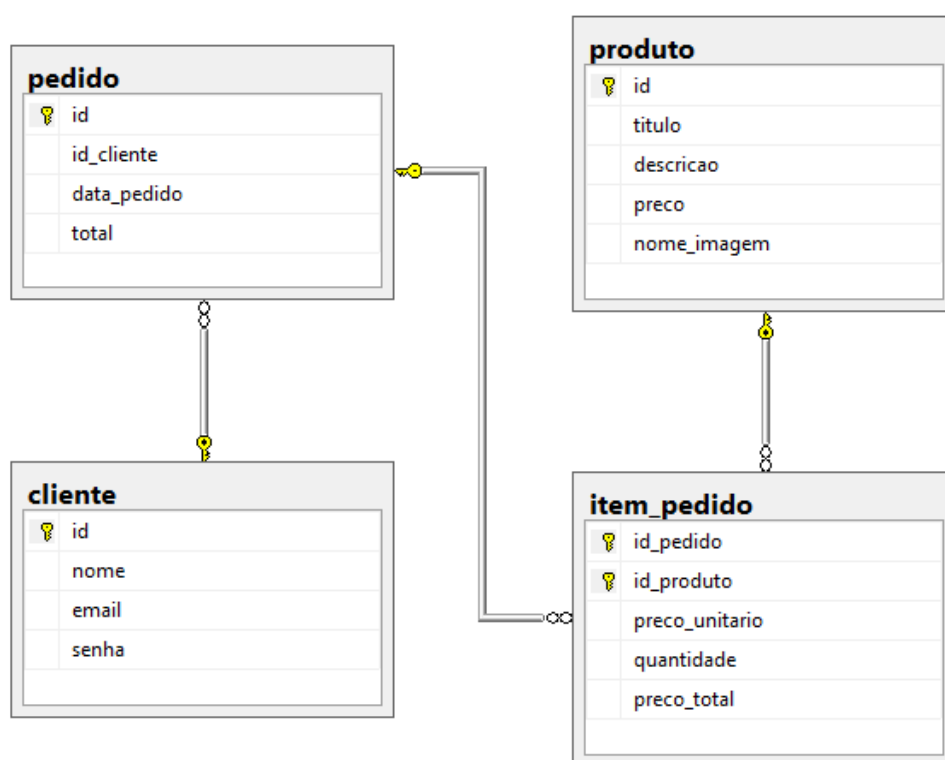 pedido
id
id_cliente
data_pedido
total
produto
id
titulo
descricao
preco
nome_imagem
cliente
id
nome
email
senha
item_pedido
id_pedido
id_produto
preco_unitario
quantidade
preco_total